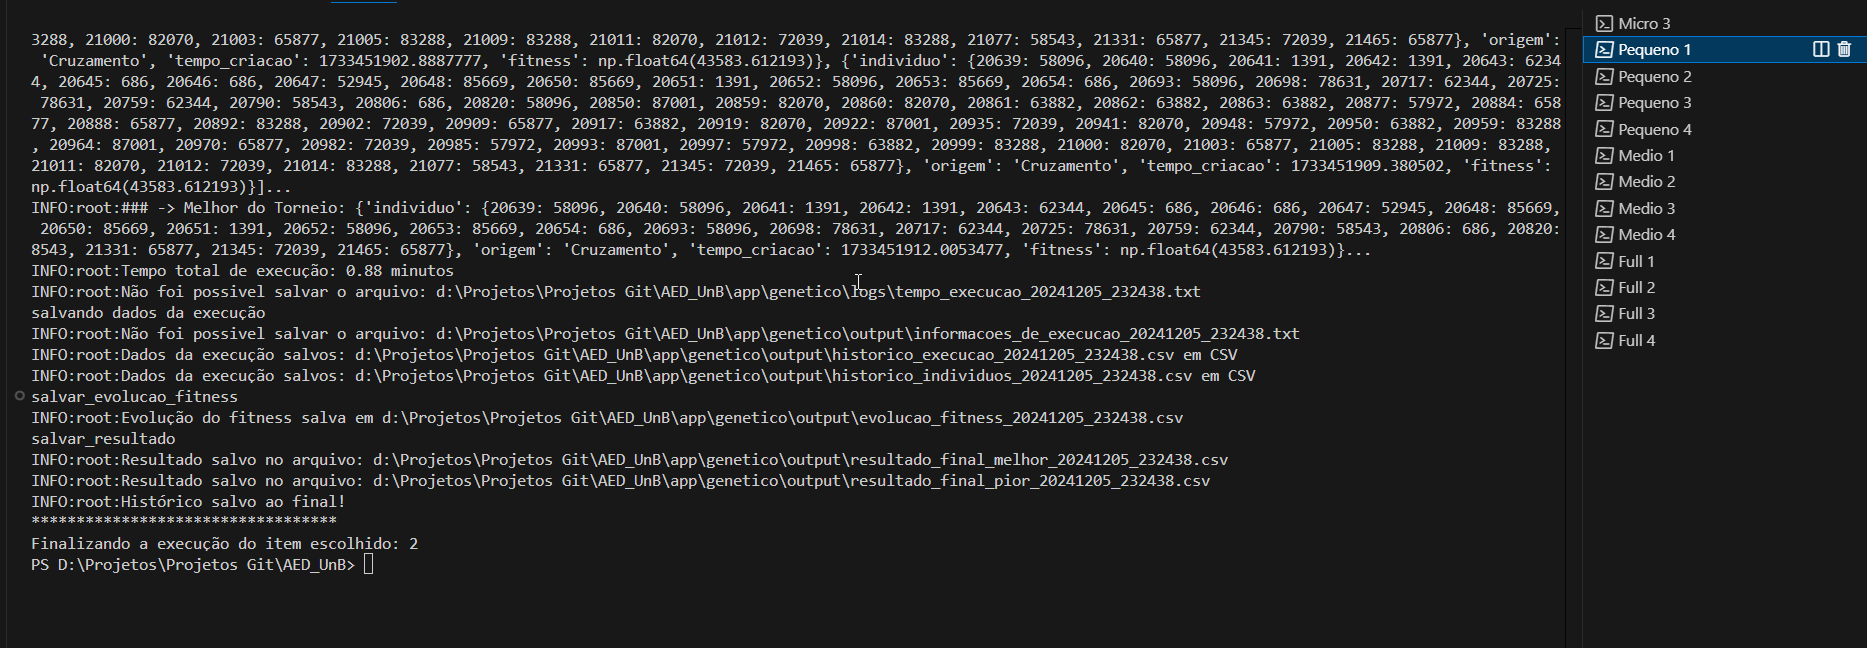 3288, 21000: 82070, 21003: 65877, 21005: 83288, 21009: 83288, 21011: 82070, 21012: 72039, 21014: 83288, 21077: 58543, 21331: 65877, 21345: 72039, 21465: 65877}, 'origem':
'Cruzamento', 'tempo_criacao': 1733451902.8887777, 'fitness': np.float64(43583.612193)}, {'individuo': {20639: 58096, 20640: 58096, 20641: 1391, 20642: 1391, 20643: 6234
4, 20645: 686, 20646: 686, 20647: 52945, 20648: 85669, 20650: 85669, 20651: 1391, 20652: 58096, 20653: 85669, 20654: 686, 20693: 58096, 20698: 78631, 20717: 62344, 20725:
78631, 20759: 62344, 20790: 58543, 20806: 686, 20820: 58096, 20850: 87001, 20859: 82070, 20860: 82070, 20861: 63882, 20862: 63882, 20863: 63882, 20877: 57972, 20884: 658
77, 20888: 65877, 20892: 83288, 20902: 72039, 20909: 65877, 20917: 63882, 20919: 82070, 20922: 87001, 20935: 72039, 20941: 82070, 20948: 57972, 20950: 63882, 20959: 83288
, 20964: 87001, 20970: 65877, 20982: 72039, 20985: 57972, 20993: 87001, 20997: 57972, 20998: 63882, 20999: 83288, 21000: 82070, 21003: 65877, 21005: 83288, 21009: 83288,
21011: 82070, 21012: 72039, 21014: 83288, 21077: 58543, 21331: 65877, 21345: 72039, 21465: 65877}, 'origem': 'Cruzamento', 'tempo_criacao': 1733451909.380502, 'fitness':
np.float64(43583.612193)}]...
INFO:root:### -> Melhor do Torneio: {'individuo': {20639: 58096, 20640: 58096, 20641: 1391, 20642: 1391, 20643: 62344, 20645: 686, 20646: 686, 20647: 52945, 20648: 85669,
20650: 85669, 20651: 1391, 20652: 58096, 20653: 85669, 20654: 686, 20693: 58096, 20698: 78631, 20717: 62344, 20725: 78631, 20759: 62344, 20790: 58543, 20806: 686, 20820:
8543, 21331: 65877, 21345: 72039, 21465: 65877}, 'origem': 'Cruzamento', 'tempo_criacao': 1733451912.0053477, 'fitness': np.float64(43583.612193)}...
INFO:root:Tempo total de execução: 0.88 minutos
INFO:root:Não foi possivel salvar o arquivo: d:\Projetos\Projetos Git\AED_UnB\app\genetico\logs\tempo_execucao_20241205_232438.txt
salvando dados da execução
INFO:root:Não foi possivel salvar o arquivo: d:\Projetos\Projetos Git\AED_UnB\app\genetico\output\informacoes_de_execucao_20241205_232438.txt
INFO:root:Dados da execução salvos: d:\Projetos\Projetos Git\AED_UnB\app\genetico\output\historico_execucao_20241205_232438.csv em CSV
INFO:root:Dados da execução salvos: d:\Projetos\Projetos Git\AED_UnB\app\genetico\output\historico_individuos_20241205_232438.csv em CSV
salvar_evolucao_fitness
INFO:root:Evolução do fitness salva em d:\Projetos\Projetos Git\AED_UnB\app\genetico\output\evolucao_fitness_20241205_232438.csv
salvar_resultado
INFO:root:Resultado salvo no arquivo: d:\Projetos\Projetos Git\AED_UnB\app\genetico\output\resultado_final_melhor_20241205_232438.csv
INFO:root:Resultado salvo no arquivo: d:\Projetos\Projetos Git\AED_UnB\app\genetico\output\resultado_final_pior_20241205_232438.csv
INFO:root:Histórico salvo ao final!
**********************************
Finalizando a execução do item escolhido: 2
PS D:\Projetos\Projetos Git\AED_UnB>
Micro 3
Pequeno 1
Pequeno 2
Pequeno 3
Pequeno 4
Medio 1
Medio 2
Medio 3
Medio 4
Full 1
Full 2
Full 3
Full 4